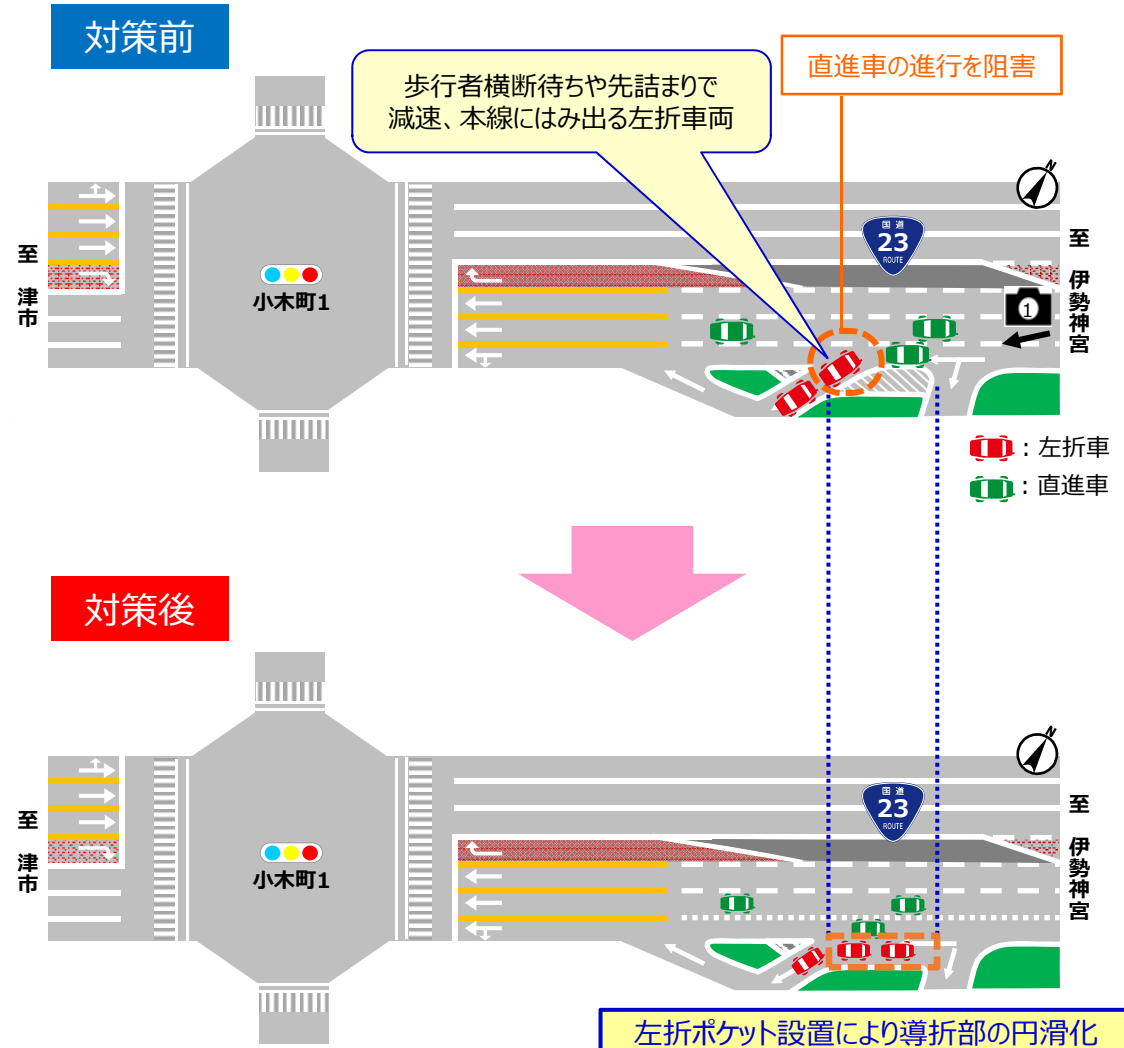 対策前
歩行者横断待ちや先詰まりで
減速、本線にはみ出る左折車両
直進車の進行を阻害
N
国道
23
ROUTE
至 津市
小木町1
至 伊勢神宮
1
:左折車
:直進車
対策後
N
国道
23
ROUTE
至 津市
小木町1
至 伊勢神宮
左折ポケット設置により導折部の円滑化